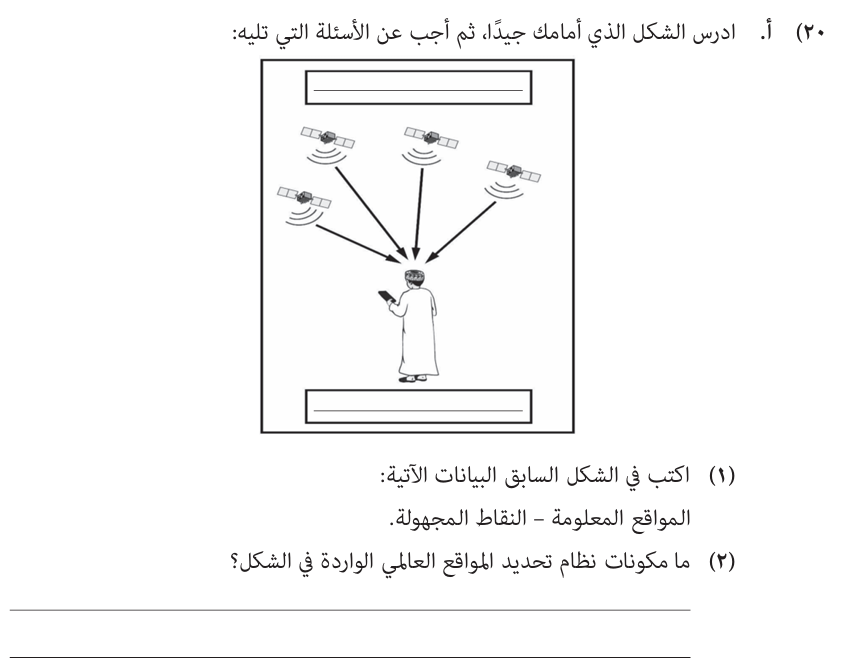 ٢٠) أ. ادرس الشكل الذي أمامك جيدًا، ثم أجب عن الأسئلة التي تليه:
(١) اكتب في الشكل السابق البيانات الآتية:
المواقع المعلومة – النقاط المجهولة.
(٢) ما مكونات نظام تحديد المواقع العالمي الواردة في الشكل؟